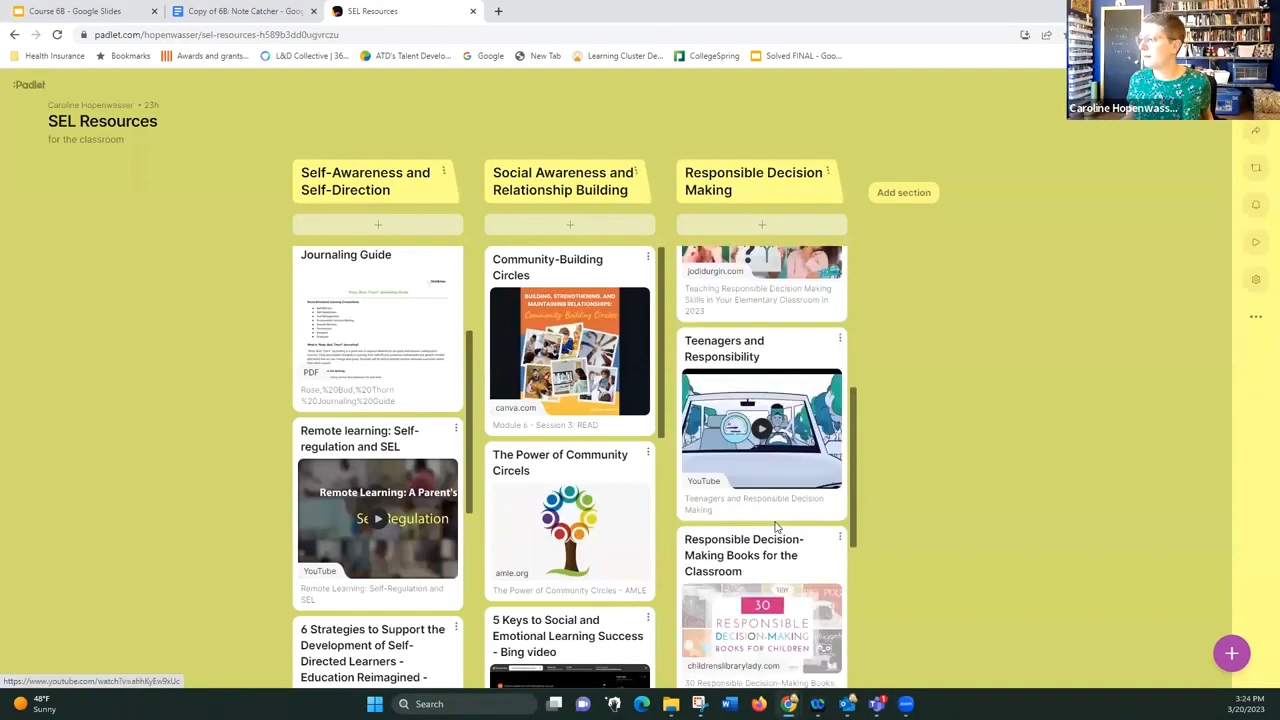 Course 6B - Google Slides
Copy of 6B: Note Catcher - Goog
SEL Resources
padlet.com/hopenwasser/sel-resources-h589b3dd0ugvrczu
Health Insurance
Bookmarks
Awards and grants...
L&D Collective | 36...
ATD's Talent Develo...
Google
New Tab
Learning Cluster De...
CollegeSpring
Solved FINAL - Goo...
Caroline Hopenwass...
:Padlet
Caroline Hopenwasser • 23h
SEL Resources
for the classroom
Self-Awareness and
Self-Direction
Social Awareness and
Relationship Building
Responsible Decision
Making
Add section
Journaling Guide
PDF
Rose,%20Bud,%20Thorn
%20Journaling%20Guide
Remote learning: Self-
regulation and SEL
Remote Learning: A Parent's
YouTube
Remote Learning: Self-Regulation and
SEL
6 Strategies to Support the
Development of Self-
Directed Learners -
Education Reimagined -
Community-Building
Circles
BUILDING, STRENGTHENING, AND
MAINTAINING RELATIONSHIPS:
Community Building Circles
canva.com
Module 6 - Session 3: READ
The Power of Community
Circels
amle.org
The Power of Community Circles - AMLE
5 Keys to Social and
Emotional Learning Success
- Bing video
jodidurgin.com
Teaching Responsible Decision Making
Skills in Your Elementary Classroom in
2023
Teenagers and
Responsibility
YouTube
Teenagers and Responsible Decision
Making
Responsible Decision-
Making Books for the
Classroom
30
RESPONSIBLE
DECISION-MAKING
BOOKS FOR CHILDREN
childrenslibrarylady.com
30 Responsible Decision-Making Books
48°F
Sunny
Search
3:24 PM
3/20/2023